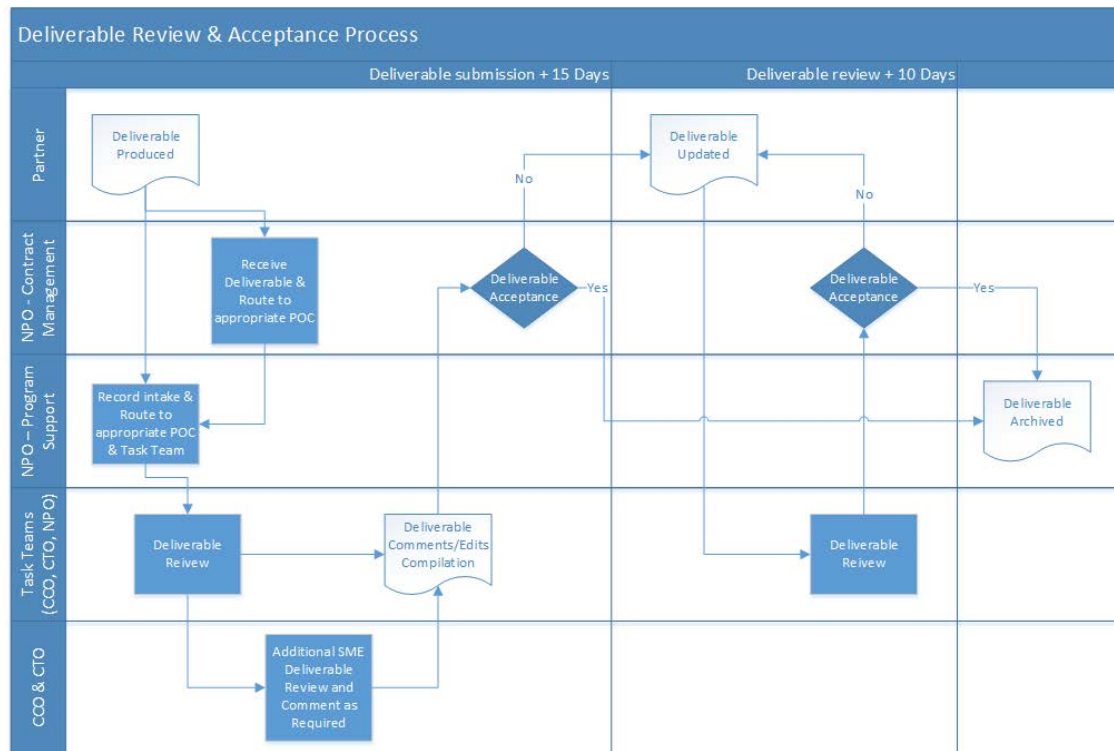 Deliverable Review & Acceptance Process
Deliverable submission + 15 Days
Deliverable review + 10 Days
Partner
Deliverable
Produced
Deliverable
Updated
No
No
NPO - Contract
Management
Receive
Deliverable &
Route to
appropriate POC
Deliverable
Acceptance
Yes
Deliverable
Acceptance
Yes
NPO – Program
Support
Record intake &
Route to
appropriate POC
& Task Team
Deliverable
Archived
Task Teams
(CCO, CTO, NPO)
Deliverable
Reivew
Deliverable
Comments/Edits
Compilation
Deliverable
Reivew
CCO & CTO
Additional SME
Deliverable
Review and
Comment as
Required